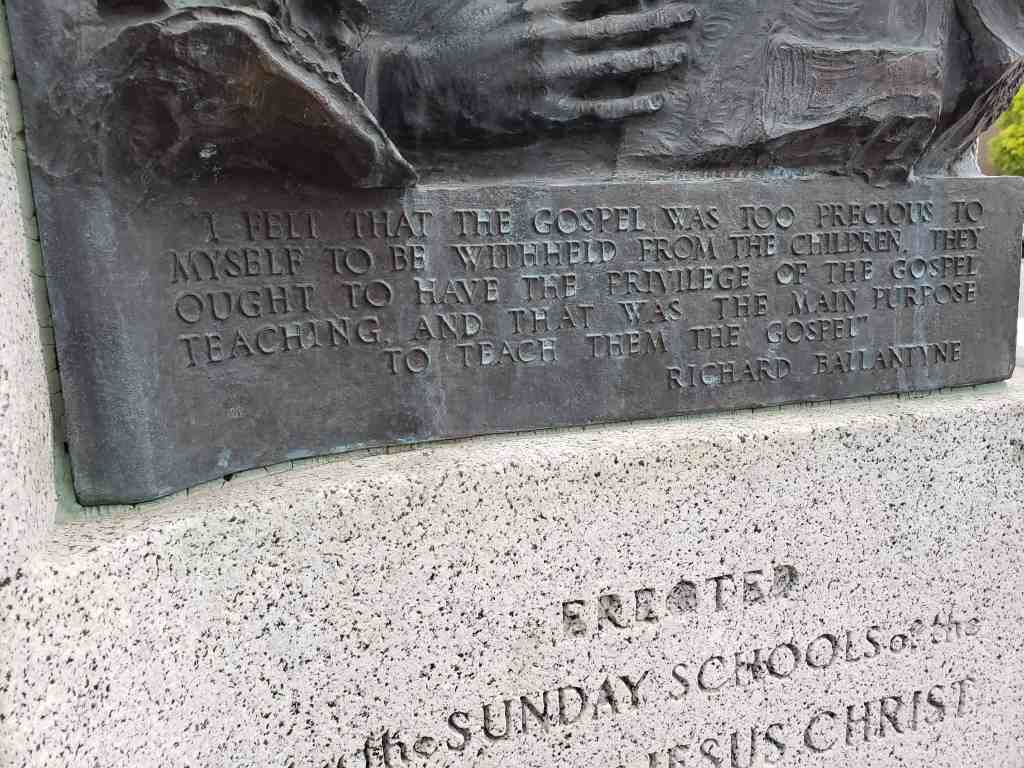 "I FELT THAT THE GOSPEL WAS TOO PRECIOUS TO
MYSELF TO BE WITHHELD FROM THE CHILDREN. THEY
OUGHT TO HAVE THE PRIVILEGE OF THE GOSPEL
TEACHING, AND THAT WAS THE MAIN PURPOSE
TO TEACH THEM THE GOSPEL"
RICHARD BALLANTYNE
ERECTED
the SUNDAY SCHOOLS of the
JESUS CHRIST